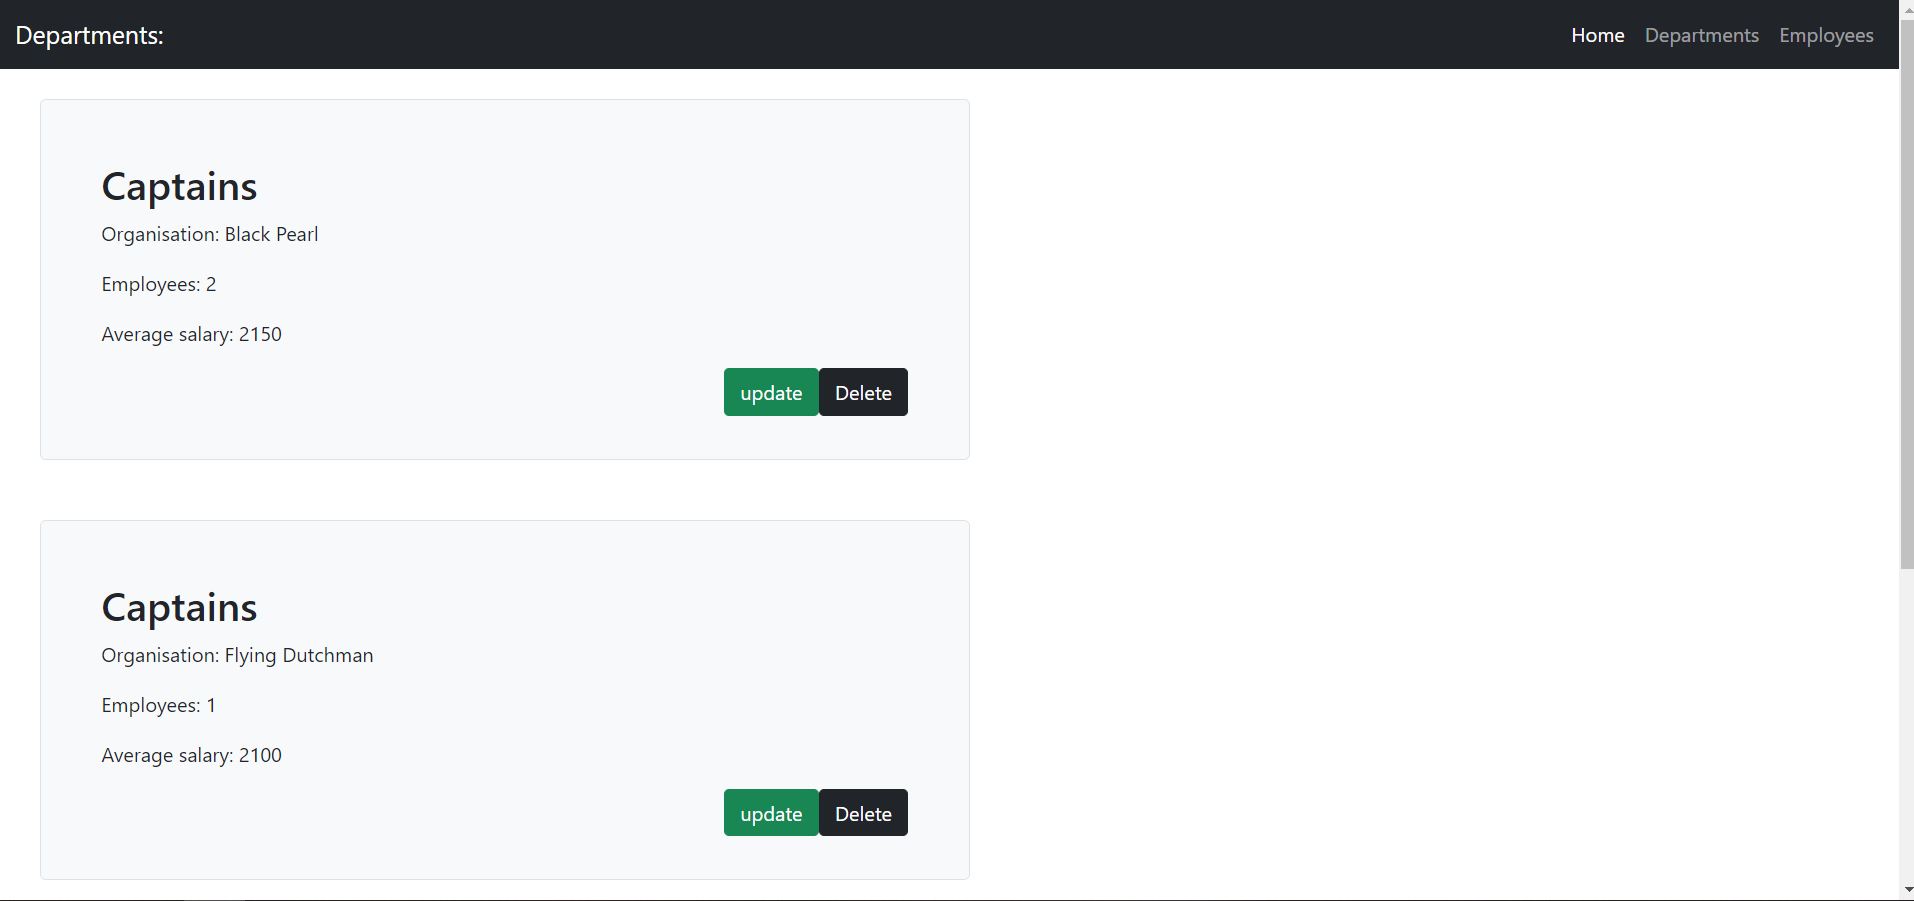 Departments:
Home Departments Employees
Captains
Organisation: Black Pearl
Employees: 2
Average salary: 2150
update Delete
Captains
Organisation: Flying Dutchman
Employees: 1
Average salary: 2100
update Delete